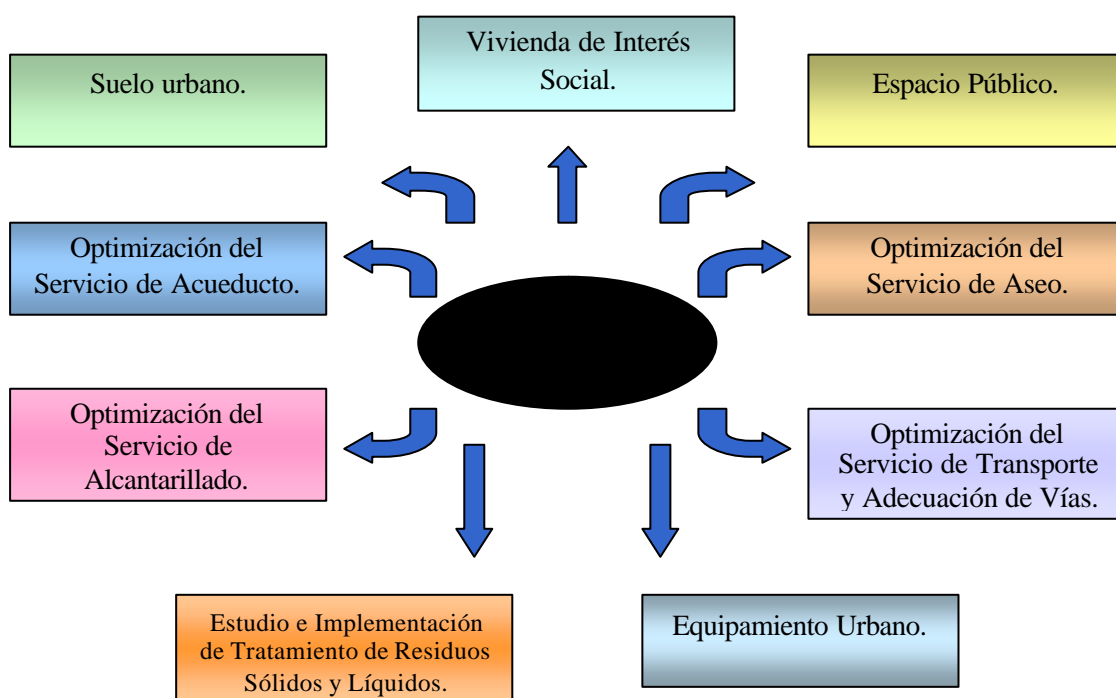 Vivienda de Interés
Social.
Suelo urbano.
Espacio Público.
Optimización del
Servicio de Acueducto.
Optimización del
Servicio de Aseo.
Optimización del
Servicio de
Alcantarillado.
Optimización del
Servicio de Transporte
y Adecuación de Vías.
Estudio e Implementación
de Tratamiento de Residuos
Sólidos y Líquidos.
Equipamiento Urbano.